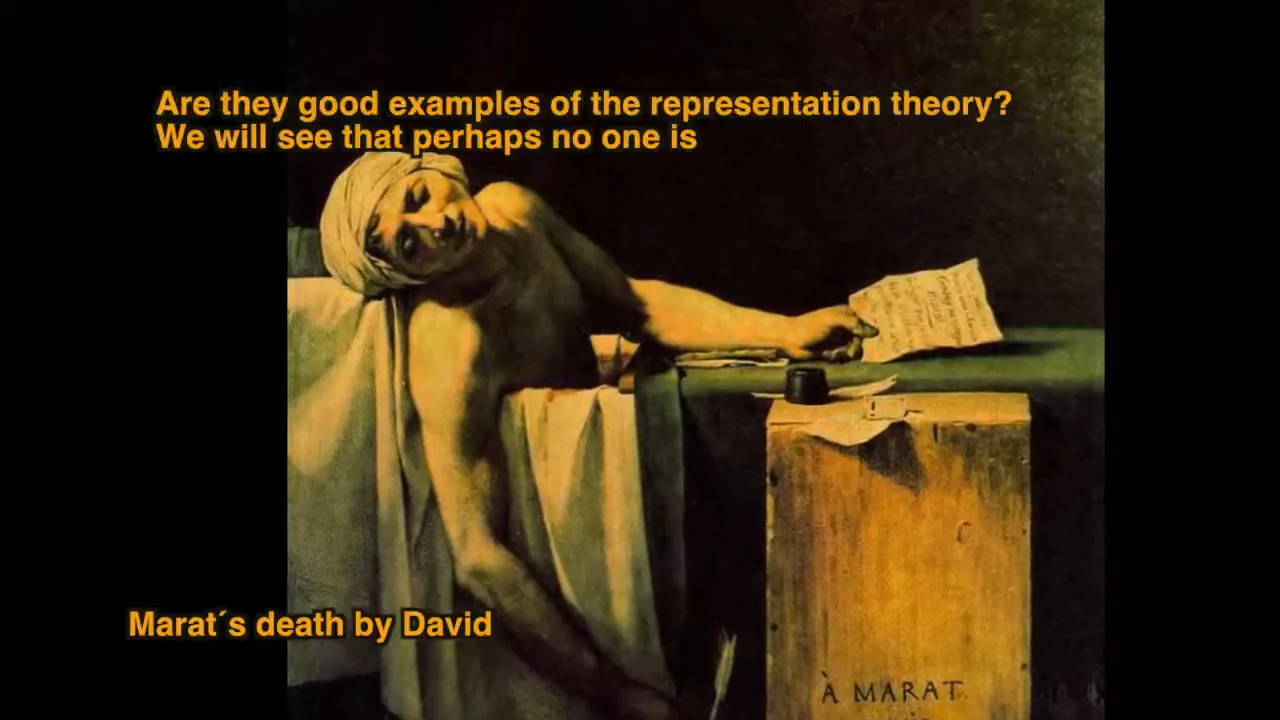 Are they good examples of the representation theory?
We will see that perhaps no one is
Marat´s death by David
À MARAT